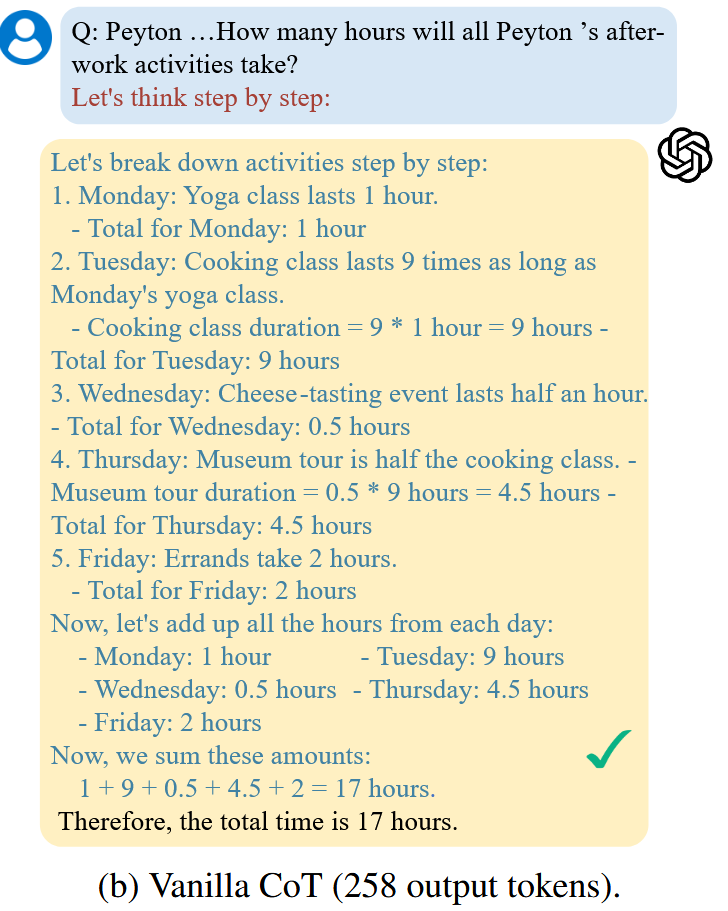 Q: Peyton …How many hours will all Peyton ’s after-
work activities take?
Let's think step by step:
Let's break down activities step by step:
1. Monday: Yoga class lasts 1 hour.
- Total for Monday: 1 hour
2. Tuesday: Cooking class lasts 9 times as long as
Monday's yoga class.
- Cooking class duration = 9 * 1 hour = 9 hours -
Total for Tuesday: 9 hours
3. Wednesday: Cheese-tasting event lasts half an hour.
- Total for Wednesday: 0.5 hours
4. Thursday: Museum tour is half the cooking class. -
Museum tour duration = 0.5 * 9 hours = 4.5 hours -
Total for Thursday: 4.5 hours
5. Friday: Errands take 2 hours.
- Total for Friday: 2 hours
Now, let's add up all the hours from each day:
- Monday: 1 hour - Tuesday: 9 hours
- Wednesday: 0.5 hours - Thursday: 4.5 hours
- Friday: 2 hours
Now, we sum these amounts:
1 + 9 + 0.5 + 4.5 + 2 = 17 hours.
Therefore, the total time is 17 hours.
(b) Vanilla CoT (258 output tokens).